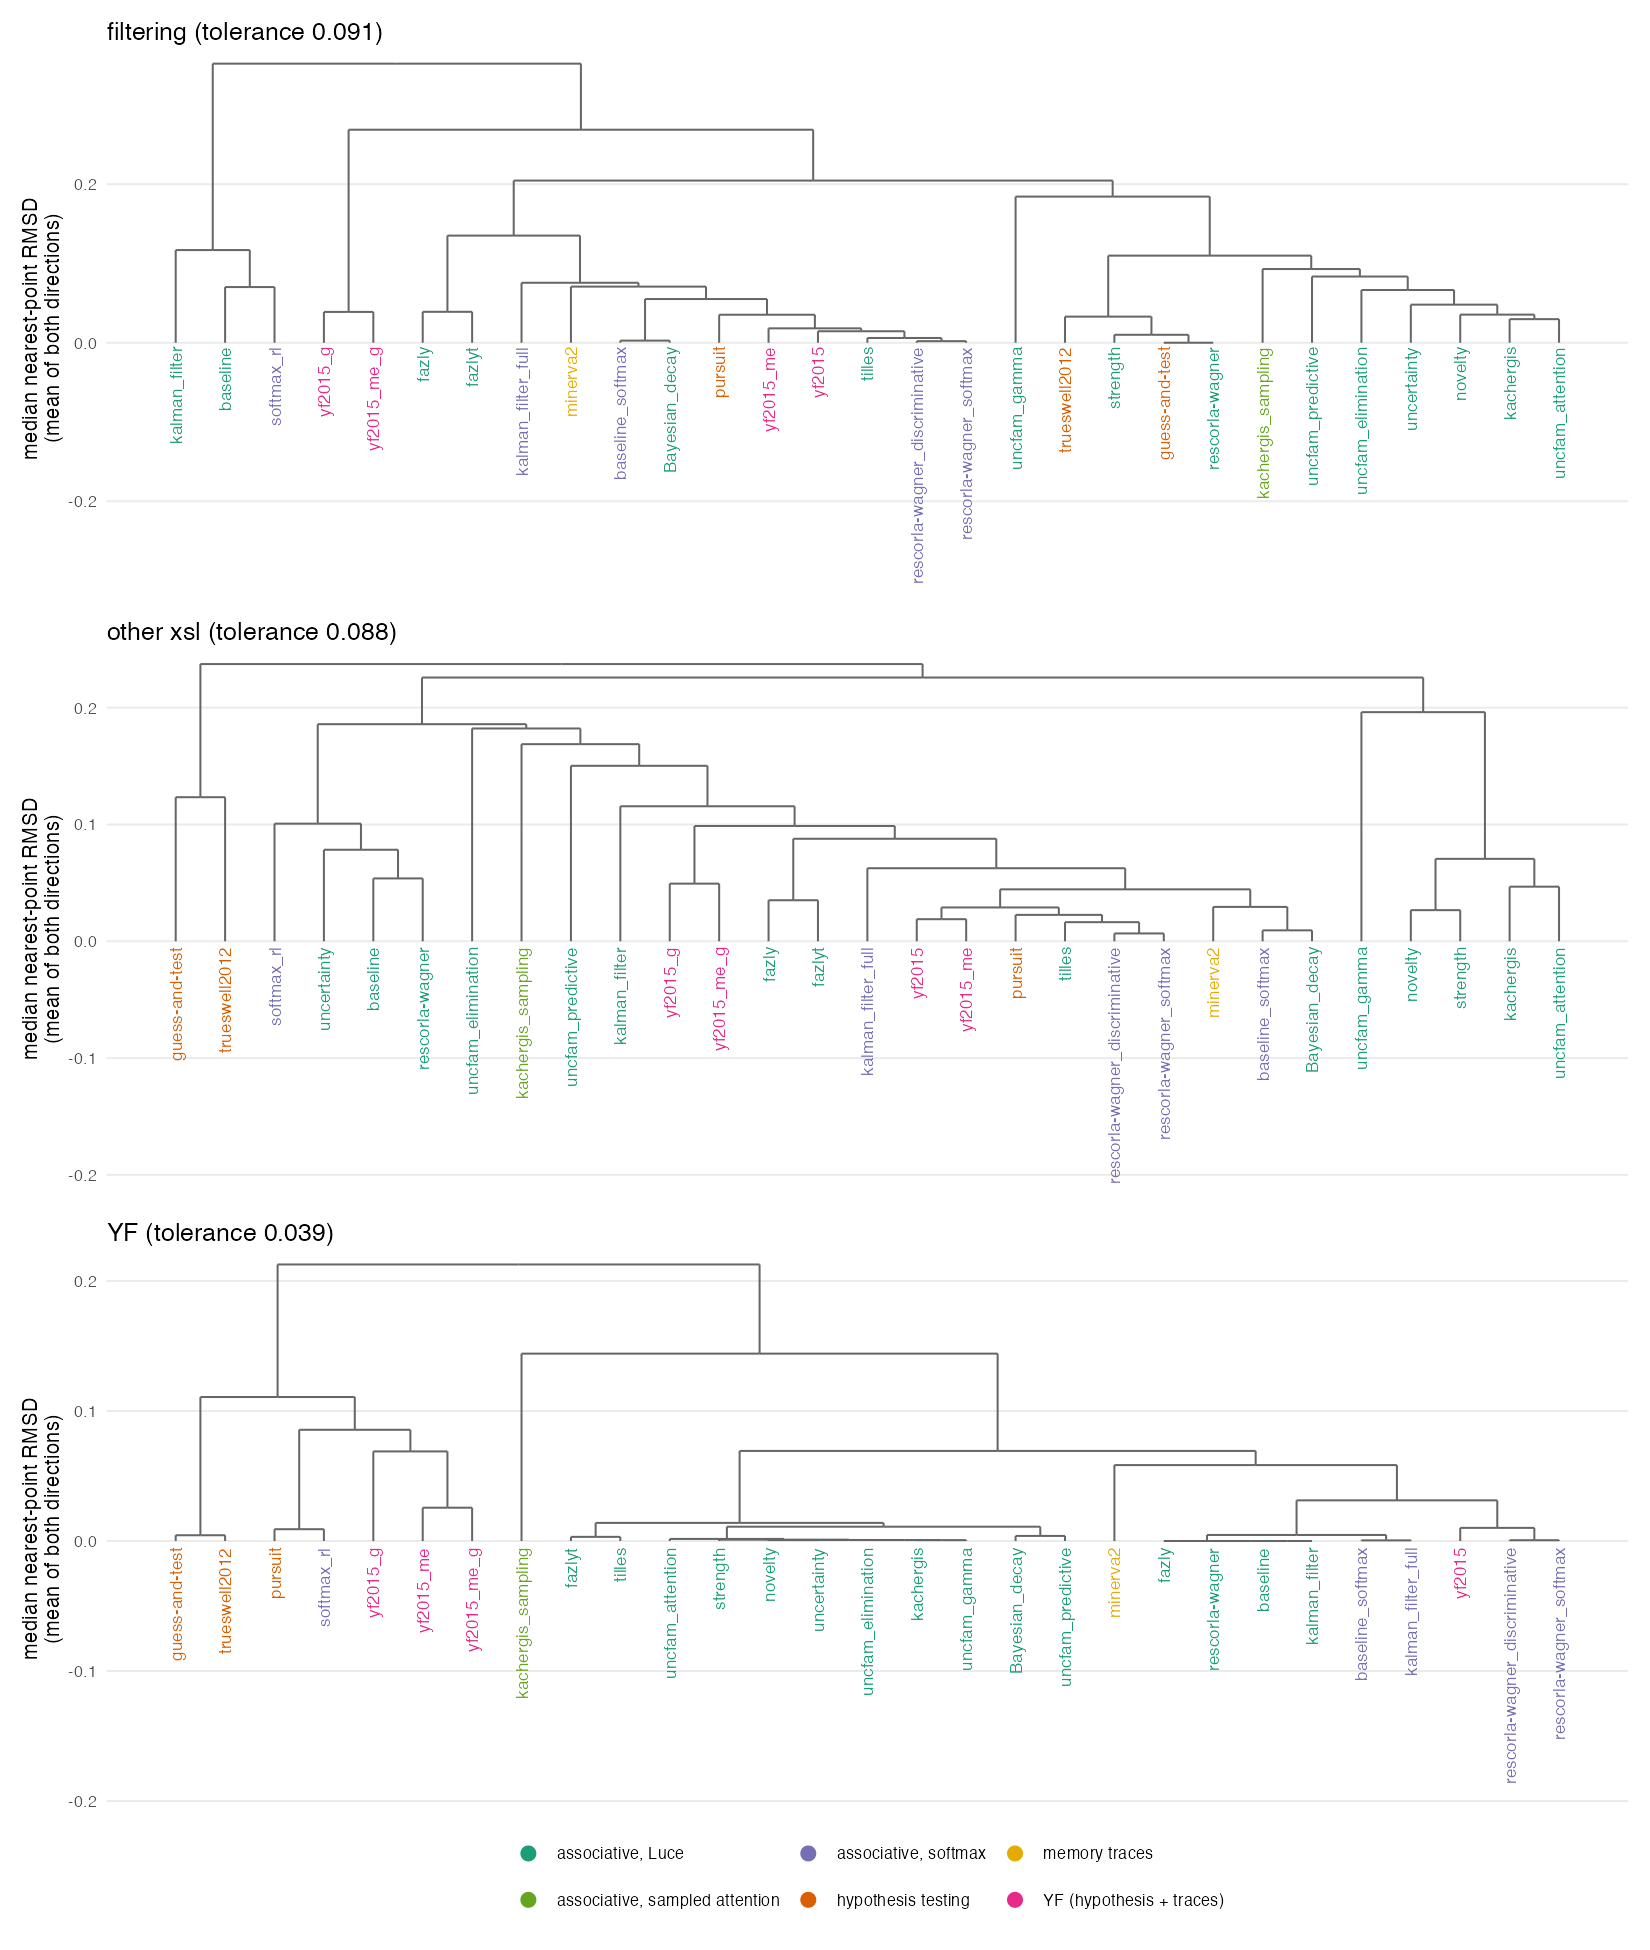 filtering (tolerance 0.091)
median nearest-point RMSD
(mean of both directions)
0.2
0.0
-0.2
kalman_filter
baseline
softmax_rl
yf2015_g
yf2015_me_g
fazly
fazlyt
kalman_filter_full
minerva2
baseline_softmax
Bayesian_decay
pursuit
yf2015_me
yf2015
tilles
rescorla-wagner_discriminative
rescorla-wagner_softmax
uncfam_gamma
trueswell2012
strength
guess-and-test
rescorla-wagner
kachergis_sampling
uncfam_predictive
uncfam_elimination
uncertainty
novelty
kachergis
uncfam_attention
other xsl (tolerance 0.088)
median nearest-point RMSD
(mean of both directions)
0.2
0.1
0.0
-0.1
-0.2
guess-and-test
trueswell2012
softmax_rl
uncertainty
baseline
rescorla-wagner
uncfam_elimination
kachergis_sampling
uncfam_predictive
kalman_filter
yf2015_g
yf2015_me_g
fazly
fazlyt
kalman_filter_full
yf2015
yf2015_me
pursuit
tilles
rescorla-wagner_discriminative
rescorla-wagner_softmax
minerva2
baseline_softmax
Bayesian_decay
uncfam_gamma
novelty
strength
kachergis
uncfam_attention
YF (tolerance 0.039)
median nearest-point RMSD
(mean of both directions)
0.2
0.1
0.0
-0.1
-0.2
guess-and-test
trueswell2012
pursuit
softmax_rl
yf2015_g
yf2015_me
yf2015_me_g
kachergis_sampling
fazlyt
tilles
uncfam_attention
strength
novelty
uncertainty
uncfam_elimination
kachergis
uncfam_gamma
Bayesian_decay
uncfam_predictive
minerva2
fazly
rescorla-wagner
baseline
kalman_filter
baseline_softmax
kalman_filter_full
yf2015
rescorla-wagner_discriminative
rescorla-wagner_softmax
associative, Luce
associative, softmax
memory traces
associative, sampled attention
hypothesis testing
YF (hypothesis + traces)